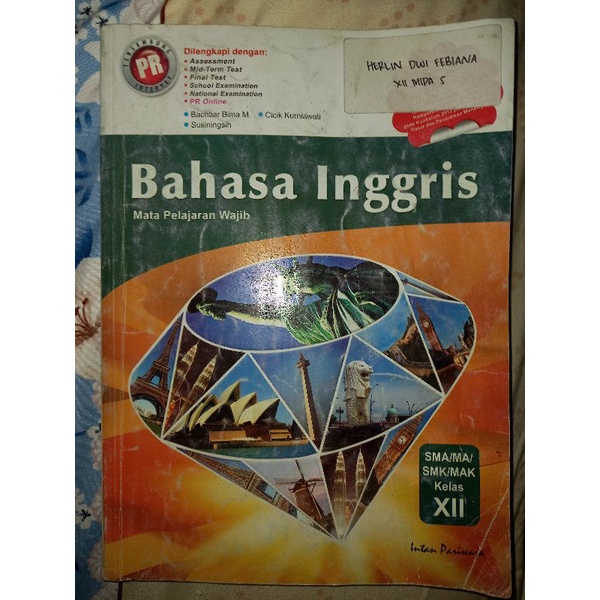 TERSAMBUNG
PR
INTERNET
Dilengkapi dengan:
• Assessment
• Mid-Term Test
• Final Test
• School Examination
• National Examination
• PR Online
• Bachtiar Bima M. • Cicik Kurniawati
• Susiningsih
HERLIN DWI FEBIANA
XII MIPA 5
Bahasa Inggris
Mata Pelajaran Wajib
SMA/MA/
SMK/MAK
Kelas
XII
Intan Pariwara